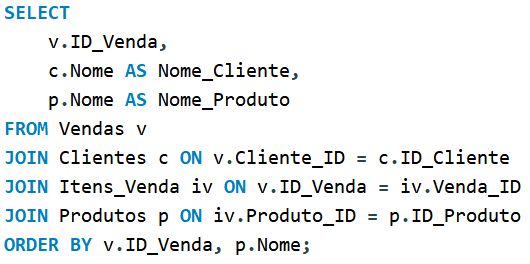 SELECT
    v.ID_Venda,
    c.Nome AS Nome_Cliente,
    p.Nome AS Nome_Produto
FROM Vendas v
JOIN Clientes c ON v.Cliente_ID = c.ID_Cliente
JOIN Itens_Venda iv ON v.ID_Venda = iv.Venda_ID
JOIN Produtos p ON iv.Produto_ID = p.ID_Produto
ORDER BY v.ID_Venda, p.Nome;